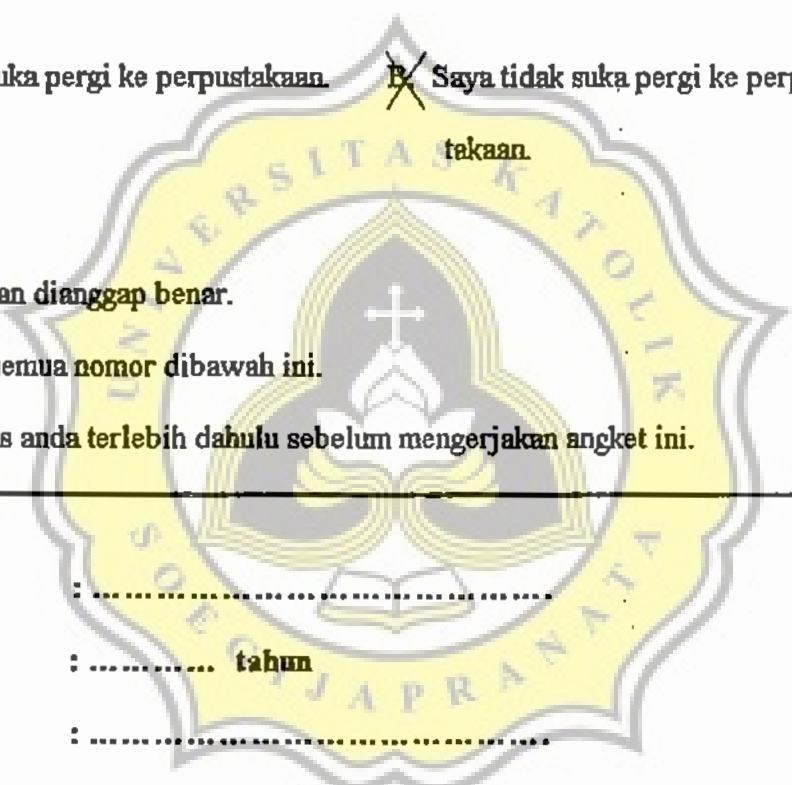 uka pergi ke perpustakaan. B. Saya tidak suka pergi ke perp
takaan.
an dianggap benar.
semua nomor dibawah ini.
s anda terlebih dahulu sebelum mengerjakan angket ini.
: ......................................................
: .............. tahun
: ......................................................
UNIVERSITAS KATOLIK
SOEGIJAPRANATA